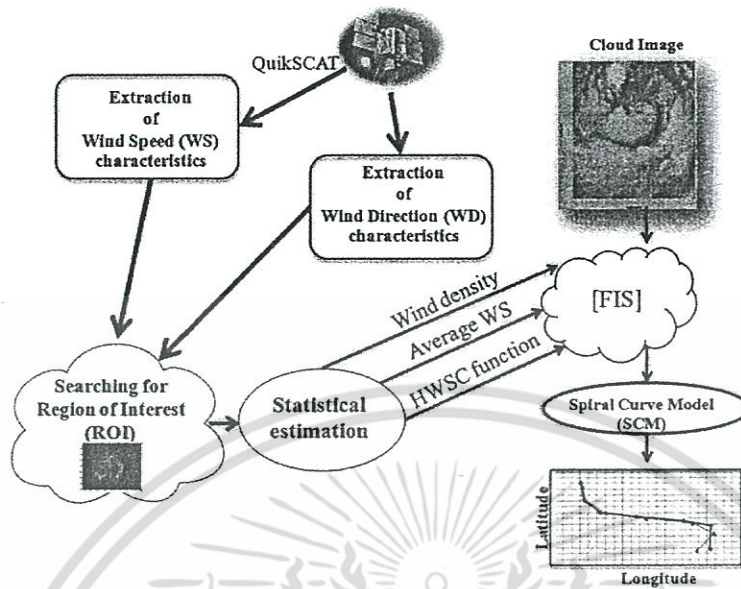 QuikSCAT
Cloud Image
Extraction
of
Wind Speed (WS)
characteristics
Extraction
of
Wind Direction (WD)
characteristics
Wind density
Average WS
HWSC function
[FIS]
Searching for
Region of Interest
(ROI)
Statistical
estimation
Spiral Curve Model
(SCM)
Latitude
Longitude